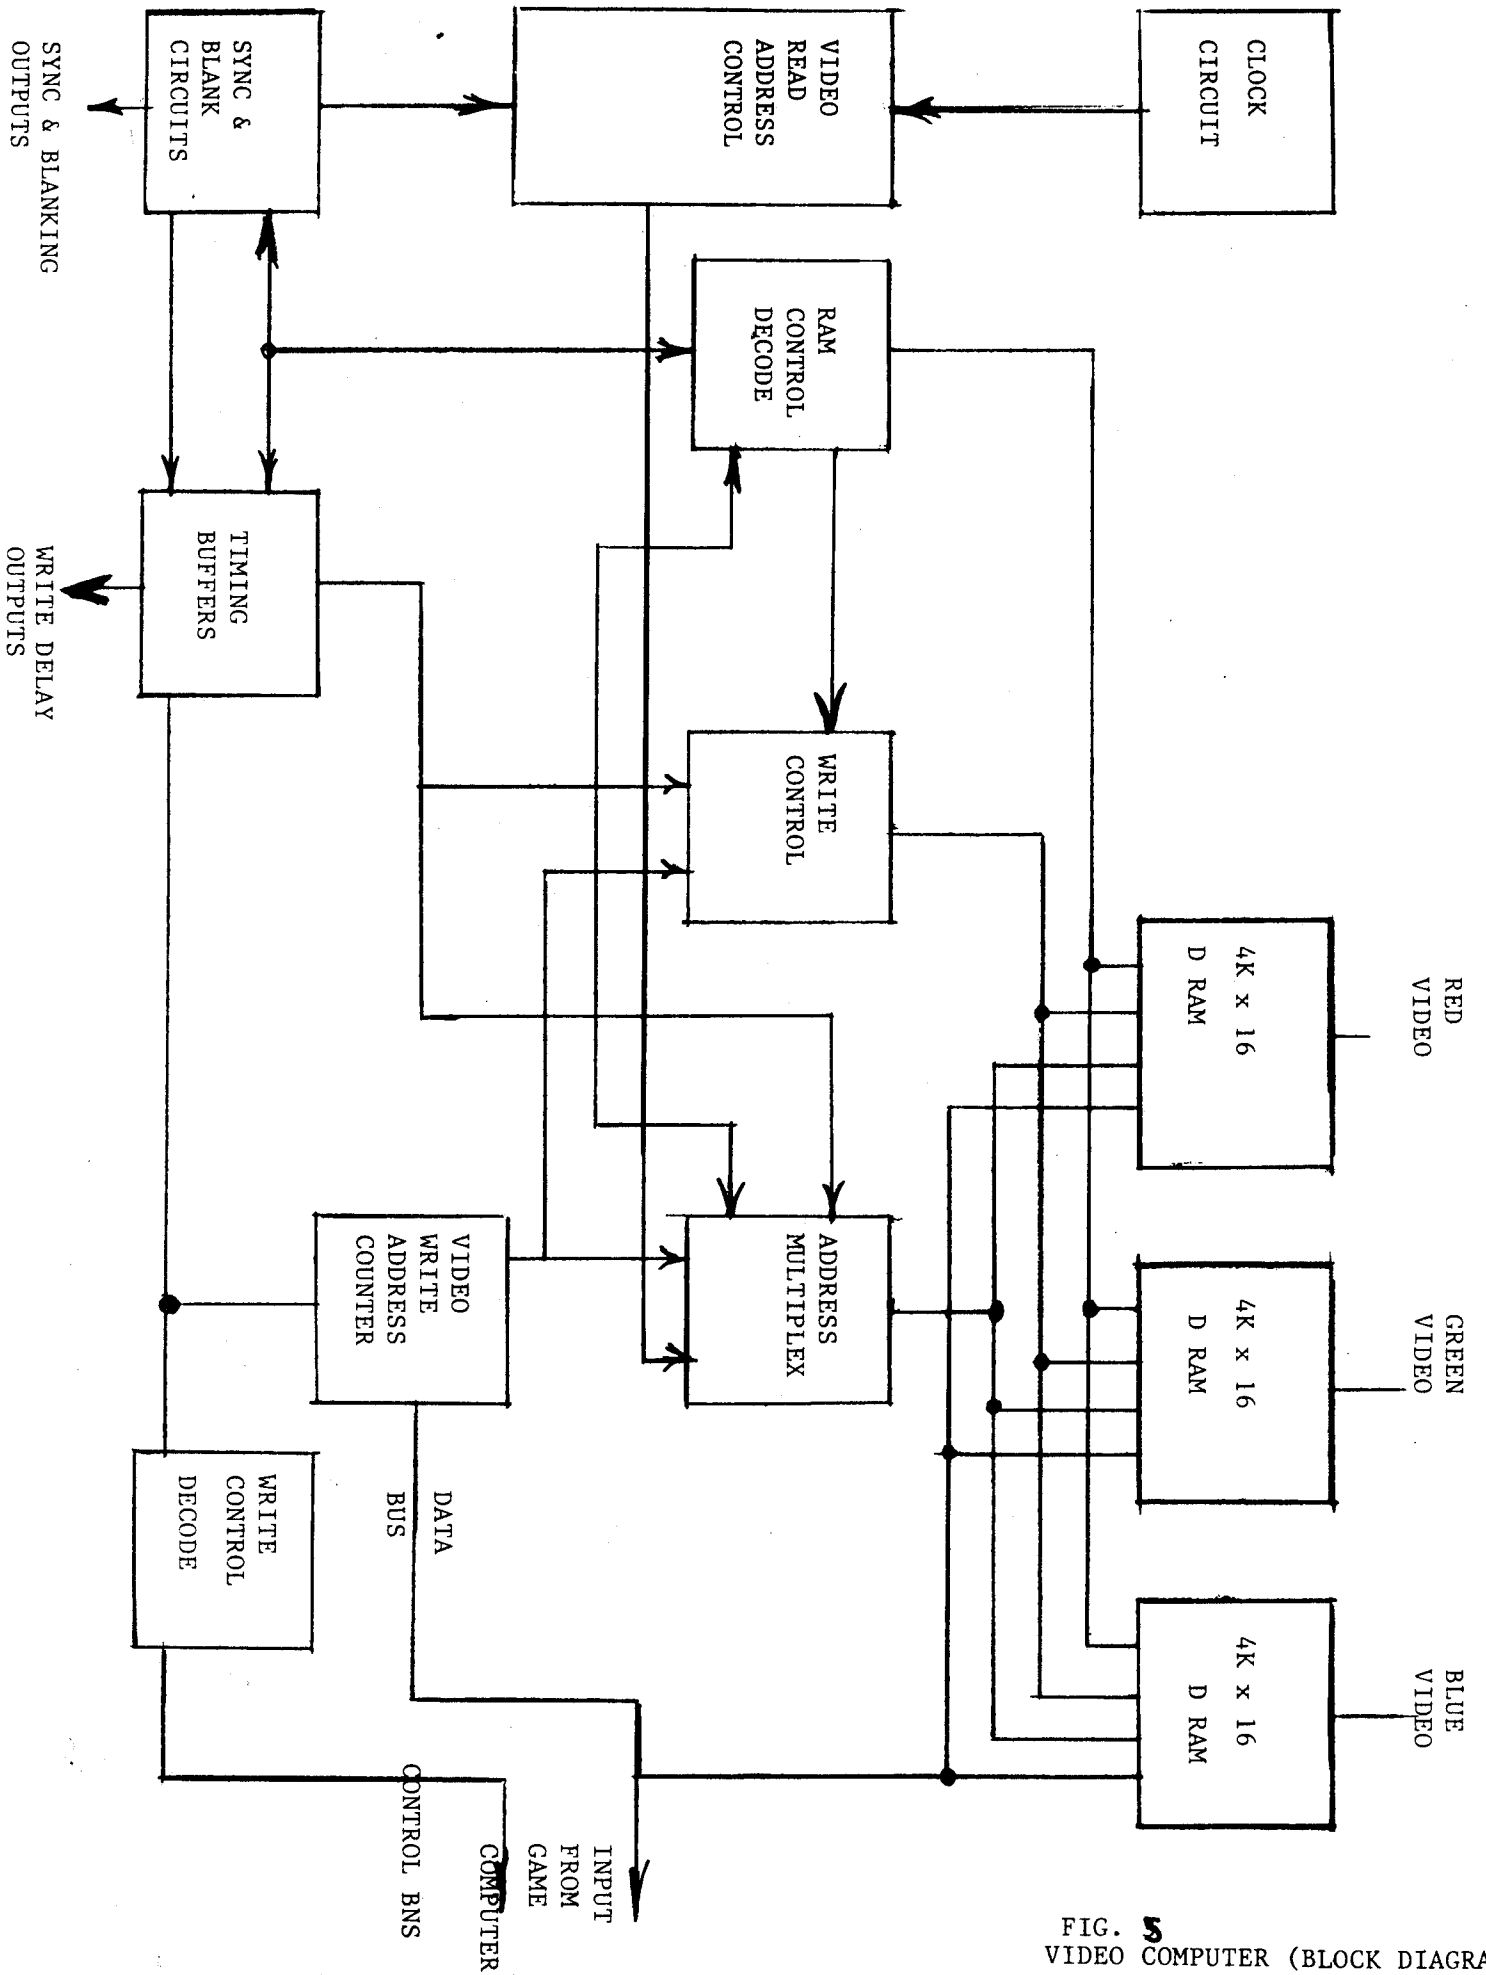 CLOCK
CIRCUIT
VIDEO
READ
ADDRESS
CONTROL
SYNC &
BLANK
CIRCUITS
SYNC & BLANKING
OUTPUTS
RAM
CONTROL
DECODE
TIMING
BUFFERS
WRITE DELAY
OUTPUTS
WRITE
CONTROL
RED
VIDEO
4K x 16
D RAM
ADDRESS
MULTIPLEX
VIDEO
WRITE
ADDRESS
COUNTER
GREEN
VIDEO
4K x 16
D RAM
WRITE
CONTROL
DECODE
DATA
BUS
BLUE
VIDEO
4K x 16
D RAM
INPUT
FROM
GAME
COMPUTER
CONTROL BNS
FIG. 5
VIDEO COMPUTER (BLOCK DIAGRA